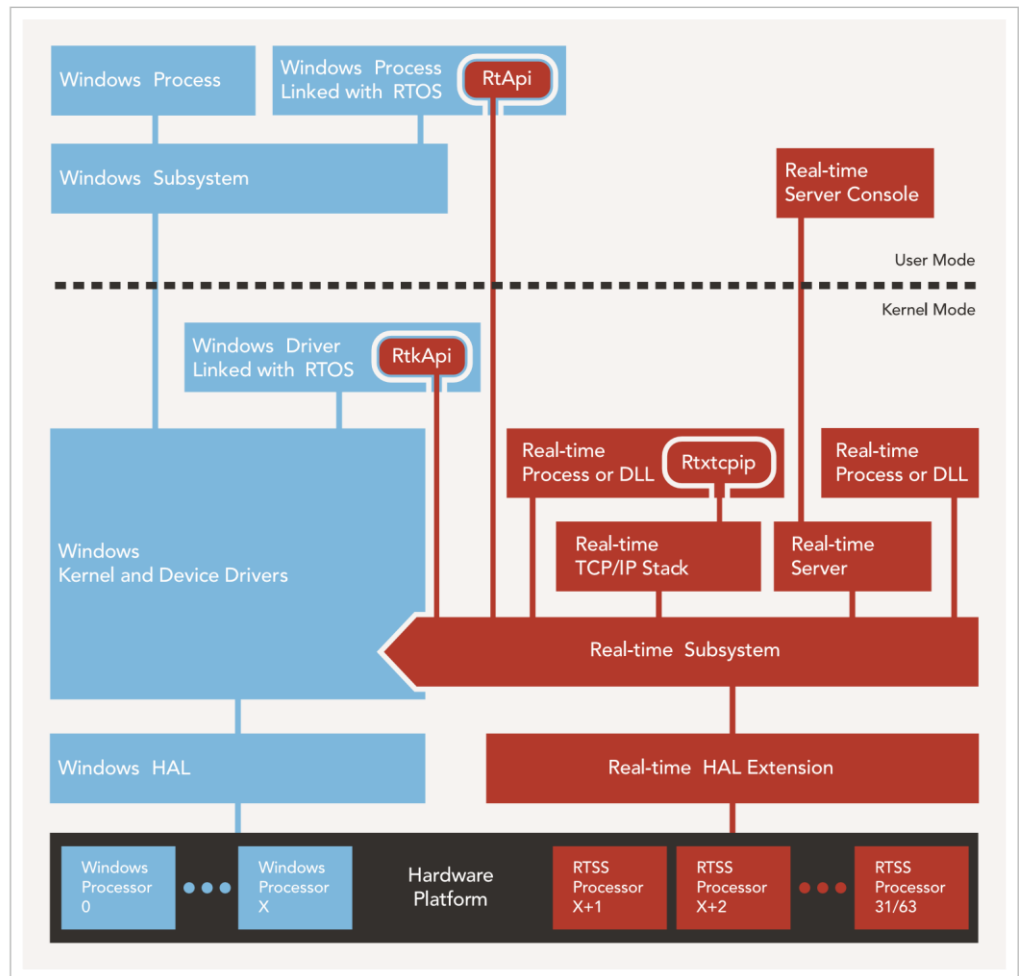 Windows Process
Windows Process
Linked with RTOS
RtApi
Windows Subsystem
Real-time
Server Console
User Mode
Kernel Mode
Windows Driver
Linked with RTOS
RtkApi
Real-time
Process or DLL
Rtxtcpip
Real-time
Process or DLL
Windows
Kernel and Device Drivers
Real-time
TCP/IP Stack
Real-time
Server
Real-time Subsystem
Windows HAL
Real-time HAL Extension
Windows
Processor
0
Windows
Processor
X
Hardware
Platform
RTSS
Processor
X+1
RTSS
Processor
X+2
RTSS
Processor
31/63